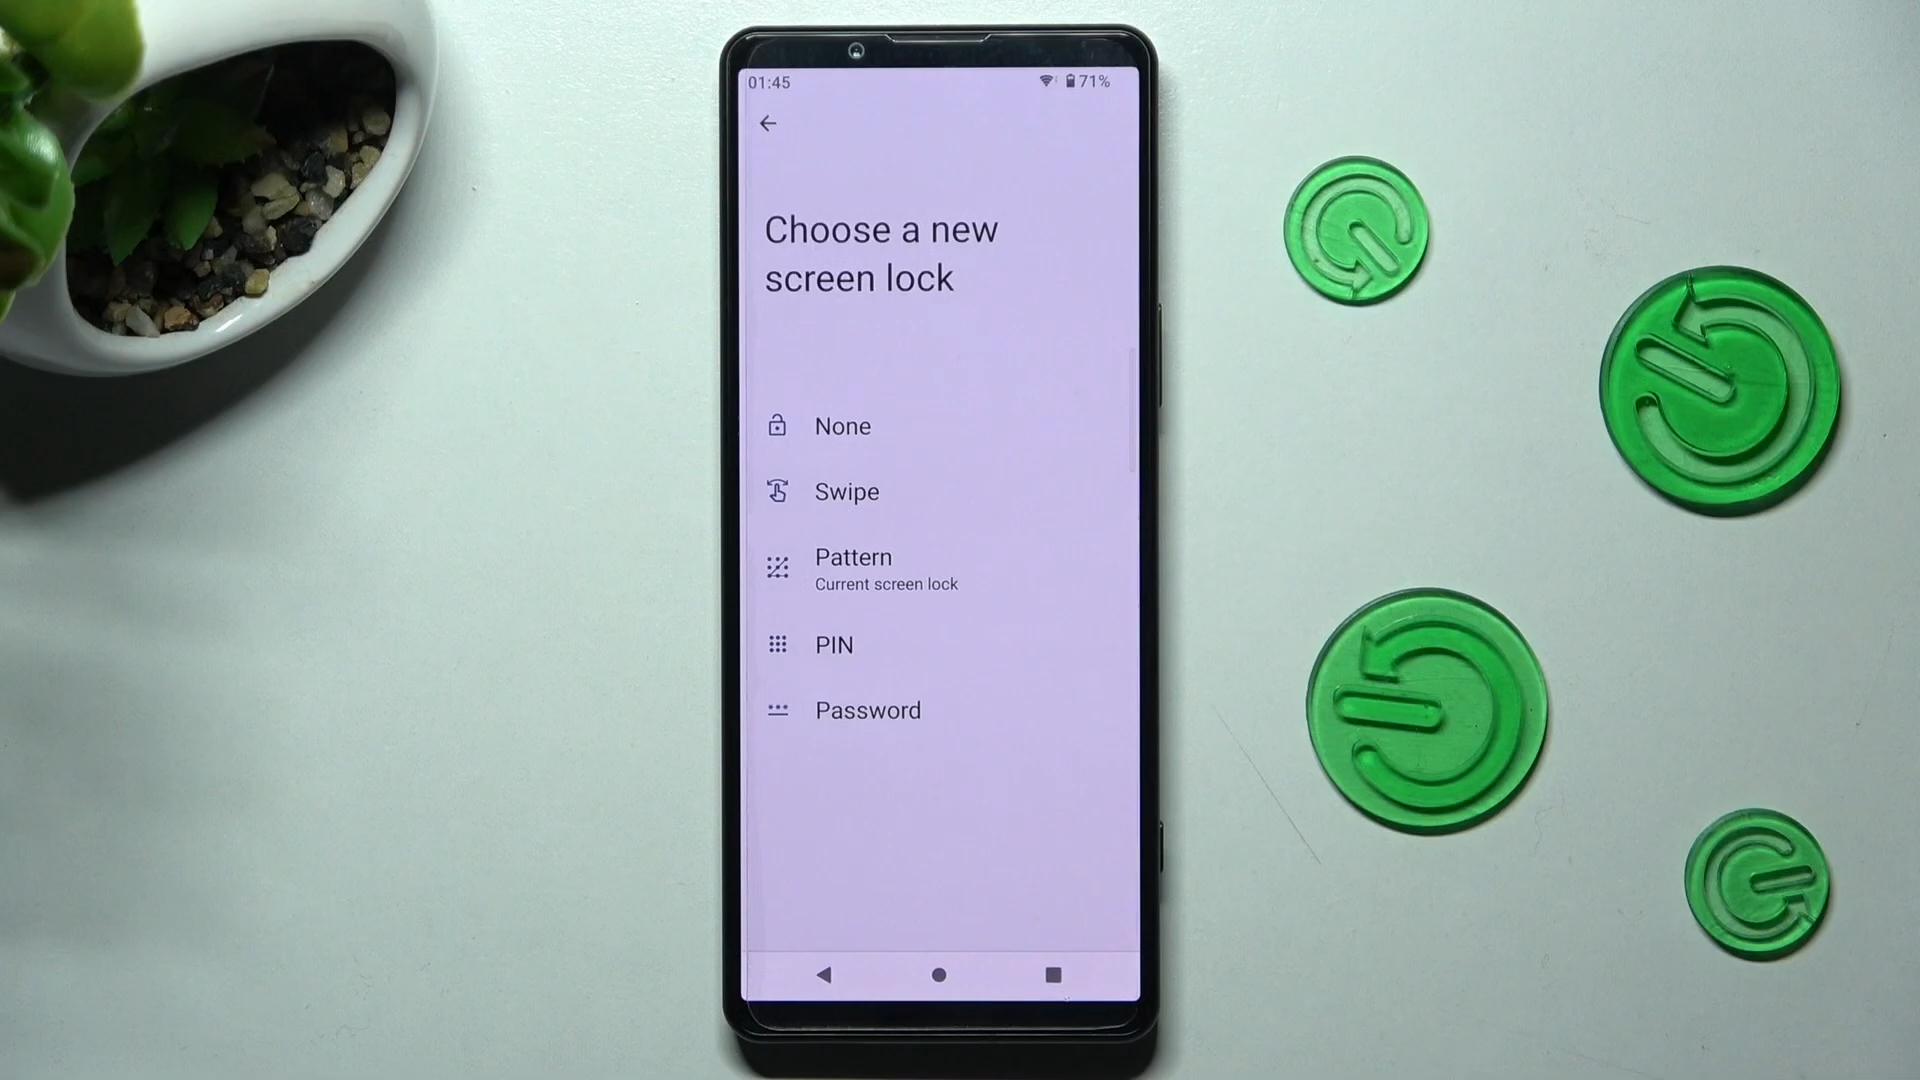 01:45
71%
Choose a new
screen lock
None
Swipe
Pattern
Current screen lock
PIN
Password